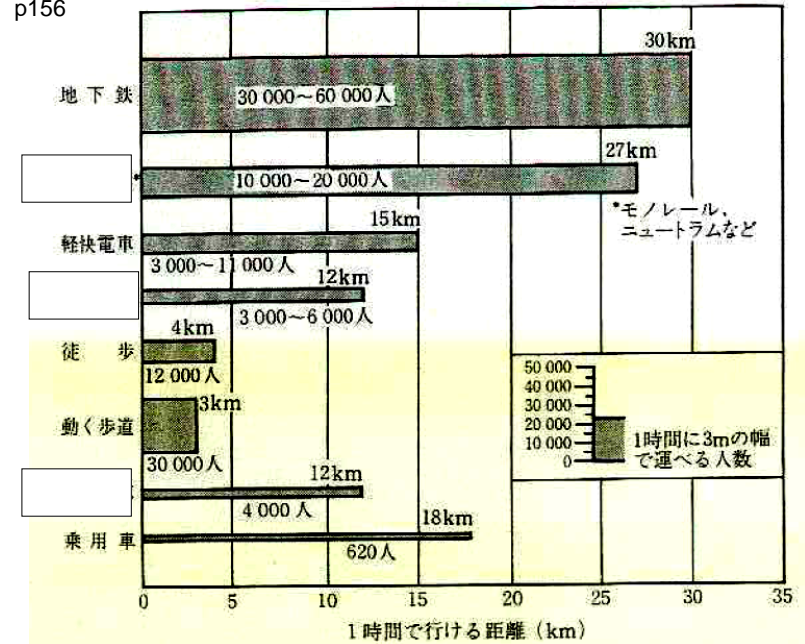 p156
30km
地下鉄
30 000～60 000人
27km
*
10 000～20 000人
*モノレール,
ニュートラムなど
15km
軽快電車
3 000～11 000人
12km
3 000～6 000人
4km
徒歩
12 000人
3km
動く歩道
30 000人
12km
4 000人
18km
乗用車
620人
50 000
40 000
30 000
20 000
10 000
0
1時間に3mの幅
で運べる人数
0 5 10 15 20 25 30 35
1時間で行ける距離（km）